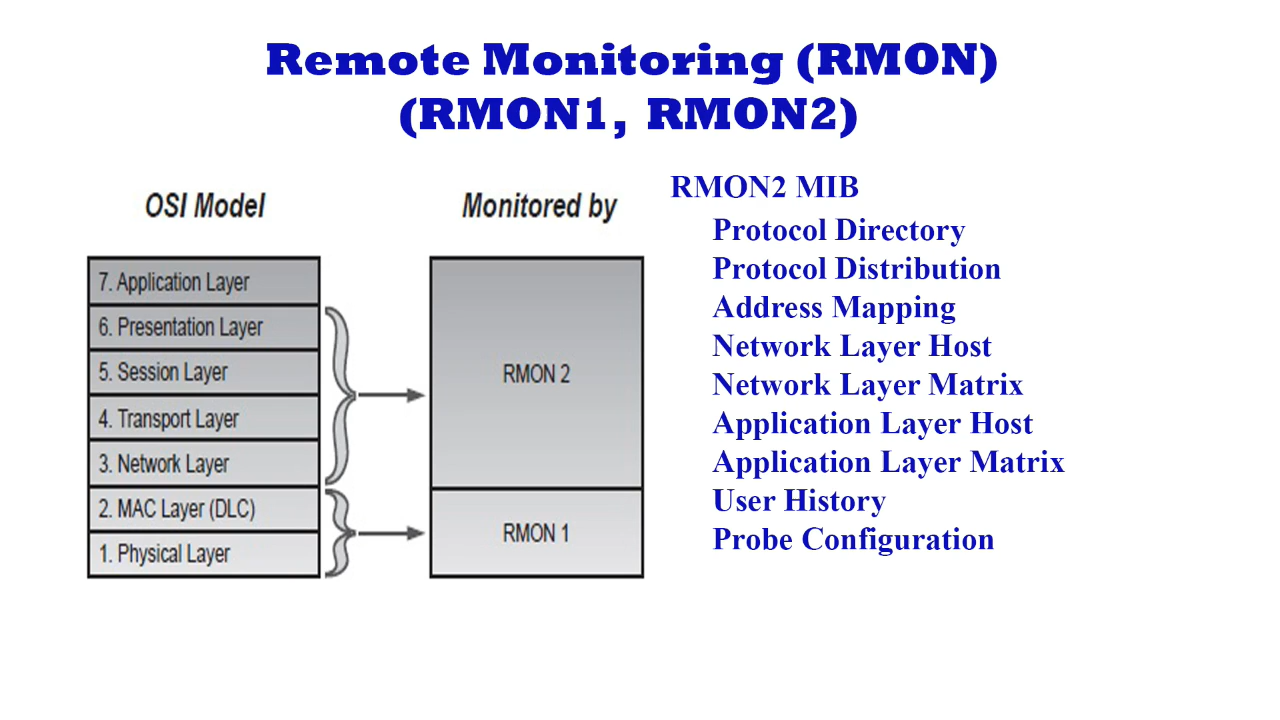 Remote Monitoring (RMON)
(RMON1, RMON2)
OSI Model
Monitored by
7. Application Layer
6. Presentation Layer
5. Session Layer
4. Transport Layer
3. Network Layer
2. MAC Layer (DLC)
1. Physical Layer
RMON 2
RMON 1
RMON2 MIB
Protocol Directory
Protocol Distribution
Address Mapping
Network Layer Host
Network Layer Matrix
Application Layer Host
Application Layer Matrix
User History
Probe Configuration